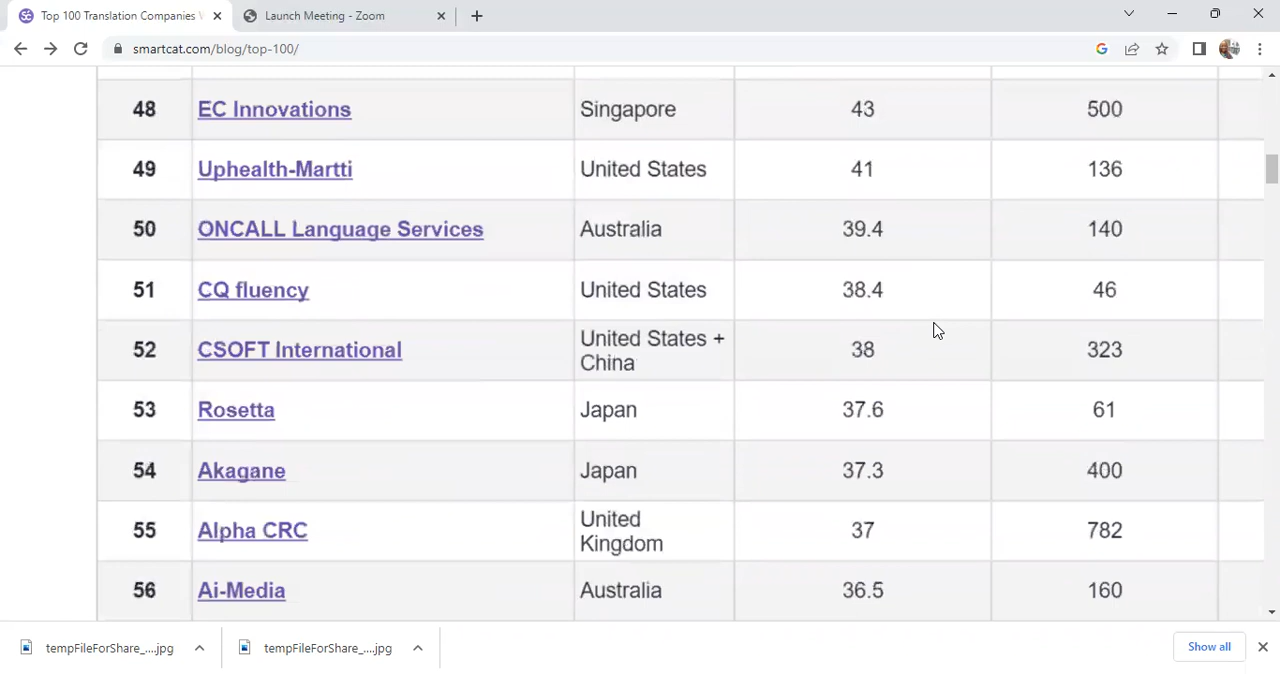 Top 100 Translation Companies
Launch Meeting - Zoom
smartcat.com/blog/top-100/
48 EC Innovations Singapore 43 500
49 Uphealth-Martti United States 41 136
50 ONCALL Language Services Australia 39.4 140
51 CQ fluency United States 38.4 46
52 CSOFT International United States + China 38 323
53 Rosetta Japan 37.6 61
54 Akagane Japan 37.3 400
55 Alpha CRC United Kingdom 37 782
56 Ai-Media Australia 36.5 160
tempFileForShare_....jpg
tempFileForShare_....jpg
Show all